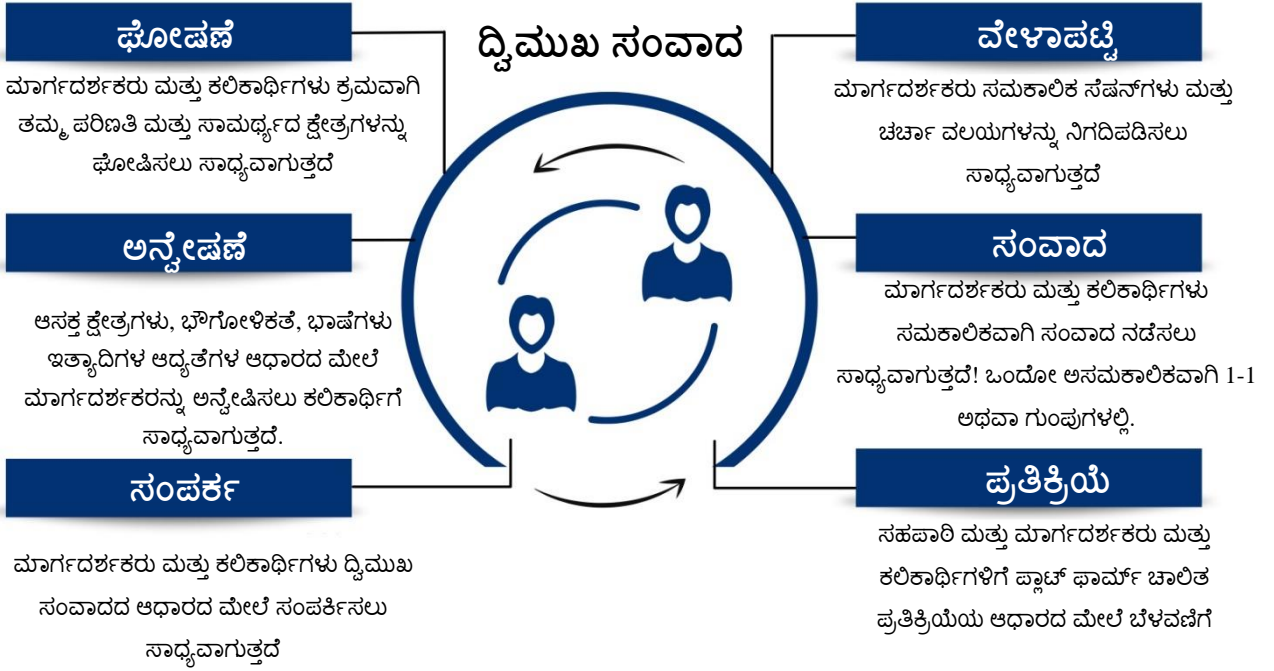 ದ್ವಿಮುಖ ಸಂವಾದ
ಘೋಷಣೆ
ಮಾರ್ಗದರ್ಶಕರು ಮತ್ತು ಕಲಿಕಾರ್ಥಿಗಳು ಕ್ರಮವಾಗಿ
ತಮ್ಮ ಪರಿಣತಿ ಮತ್ತು ಸಾಮರ್ಥ್ಯದ ಕ್ಷೇತ್ರಗಳನ್ನು
ಘೋಷಿಸಲು ಸಾಧ್ಯವಾಗುತ್ತದೆ
ಅನ್ವೇಷಣೆ
ಆಸಕ್ತ ಕ್ಷೇತ್ರಗಳು, ಭೌಗೋಳಿಕತೆ, ಭಾಷೆಗಳು
ಇತ್ಯಾದಿಗಳ ಆದ್ಯತೆಗಳ ಆಧಾರದ ಮೇಲೆ
ಮಾರ್ಗದರ್ಶಕರನ್ನು ಅನ್ವೇಷಿಸಲು ಕಲಿಕಾರ್ಥಿಗೆ
ಸಾಧ್ಯವಾಗುತ್ತದೆ.
ಸಂಪರ್ಕ
ಮಾರ್ಗದರ್ಶಕರು ಮತ್ತು ಕಲಿಕಾರ್ಥಿಗಳು ದ್ವಿಮುಖ
ಸಂವಾದದ ಆಧಾರದ ಮೇಲೆ ಸಂಪರ್ಕಿಸಲು
ಸಾಧ್ಯವಾಗುತ್ತದೆ
ವೇಳಾಪಟ್ಟಿ
ಮಾರ್ಗದರ್ಶಕರು ಸಮಕಾಲಿಕ ಸೆಷನ್‌ಗಳು ಮತ್ತು
ಚರ್ಚಾ ವಲಯಗಳನ್ನು ನಿಗದಿಪಡಿಸಲು
ಸಾಧ್ಯವಾಗುತ್ತದೆ
ಸಂವಾದ
ಮಾರ್ಗದರ್ಶಕರು ಮತ್ತು ಕಲಿಕಾರ್ಥಿಗಳು
ಸಮಕಾಲಿಕವಾಗಿ ಸಂವಾದ ನಡೆಸಲು
ಸಾಧ್ಯವಾಗುತ್ತದೆ! ಒಂದೋ ಅಸಮಕಾಲಿಕವಾಗಿ 1-1
ಅಥವಾ ಗುಂಪುಗಳಲ್ಲಿ.
ಪ್ರತಿಕ್ರಿಯೆ
ಸಹಪಾಠಿ ಮತ್ತು ಮಾರ್ಗದರ್ಶಕರು ಮತ್ತು
ಕಲಿಕಾರ್ಥಿಗಳಿಗೆ ಪ್ಲಾಟ್ ಫಾರ್ಮ್ ಚಾಲಿತ
ಪ್ರತಿಕ್ರಿಯೆಯ ಆಧಾರದ ಮೇಲೆ ಬೆಳವಣಿಗೆ